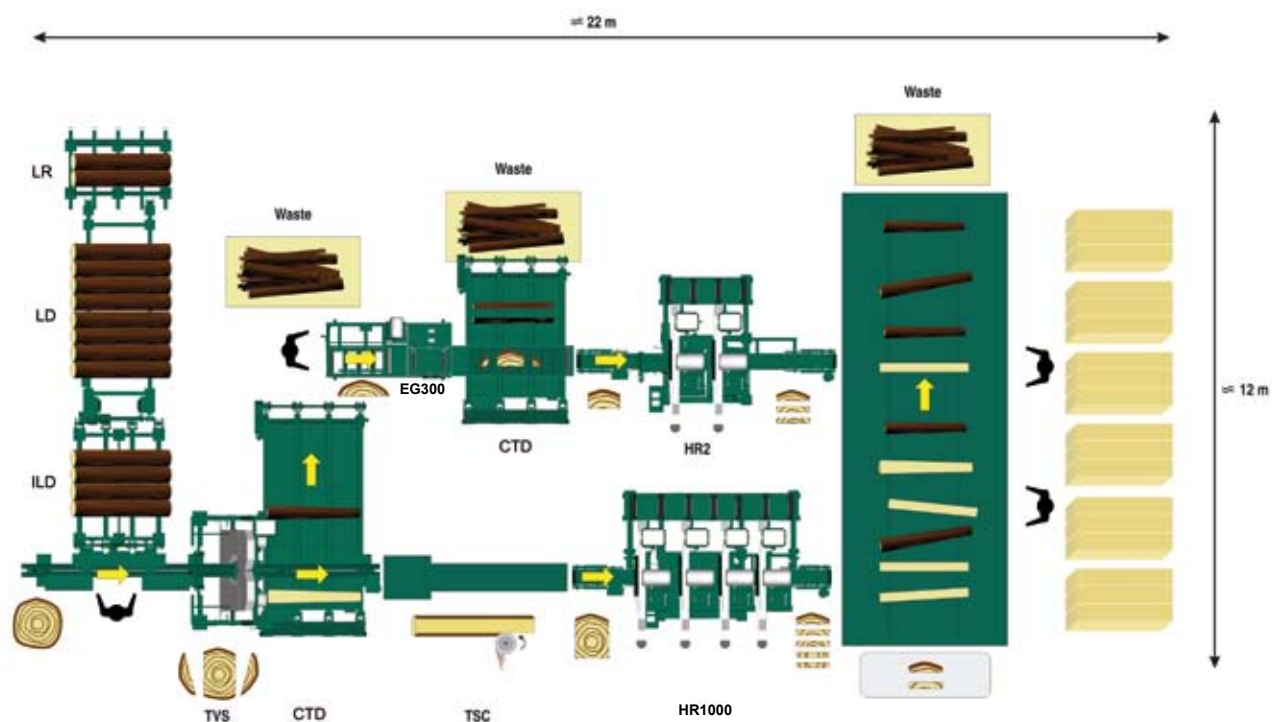 ≈ 22 m
Waste
LR
Waste
Waste
LD
EG300
≈ 12 m
CTD
HR2
ILD
TVS
CTD
TSC
HR1000